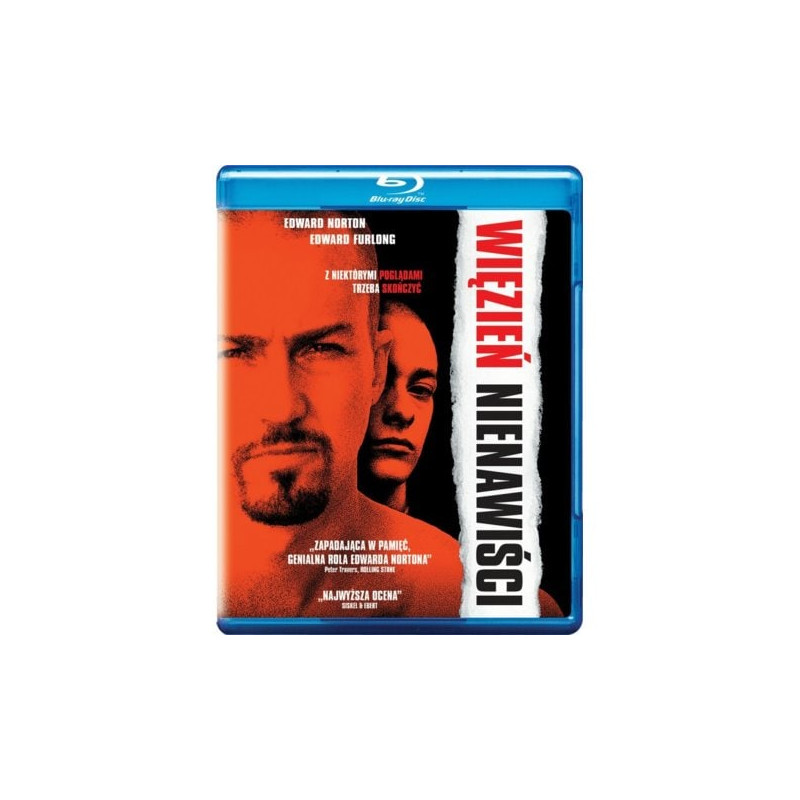 Blu-ray Disc
EDWARD NORTON
EDWARD FURLONG
Z NIEKTÓRYMI POGLĄDAMI
TRZEBA SKOŃCZYĆ
WIĘZIEŃ NIENAWIŚCI
„ZAPADAJĄCA W PAMIĘĆ,
GENIALNA ROLA EDWARDA NORTONA"
Peter Travers, ROLLING STONE
„NAJWYŻSZA OCENA"
SISKEL & EBERT